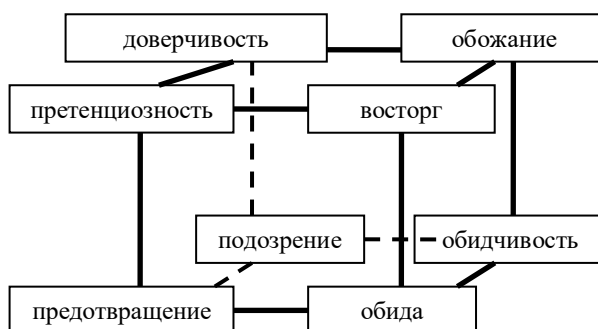 доверчивость
обожание
претенциозность
восторг
подозрение
обидчивость
предотвращение
обида